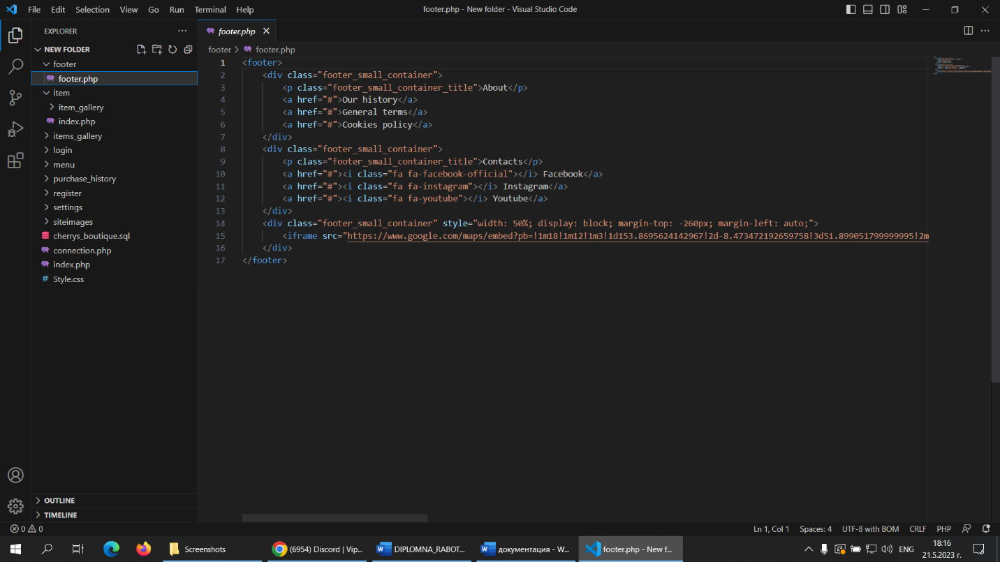 File Edit Selection View Go Run Terminal Help
footer.php - New folder - Visual Studio Code
EXPLORER
footer.php
NEW FOLDER
footer
footer.php
item
item_gallery
index.php
items_gallery
login
menu
purchase_history
register
settings
siteimages
cherrys_boutique.sql
connection.php
index.php
Style.css
OUTLINE
TIMELINE
footer > footer.php
1 <footer>
2 <div class="footer_small_container">
3 <p class="footer_small_container_title">About</p>
4 <a href="#">Our history</a>
5 <a href="#">General terms</a>
6 <a href="#">Cookies policy</a>
7 </div>
8 <div class="footer_small_container">
9 <p class="footer_small_container_title">Contacts</p>
10 <a href="#"><i class="fa fa-facebook-official"></i> Facebook</a>
11 <a href="#"><i class="fa fa-instagram"></i> Instagram</a>
12 <a href="#"><i class="fa fa-youtube"></i> Youtube</a>
13 </div>
14 <div class="footer_small_container" style="width: 50%; display: block; margin-top: -260px; margin-left: auto;">
15 <iframe src="https://www.google.com/maps/embed?pb=!1m18!1m12!1m3!1d153.8695624142967!2d-8.473472192659758!3d51.899051799999995!2m
16 </div>
17 </footer>
0 0
Ln 1, Col 1 Spaces: 4 UTF-8 with BOM CRLF PHP
Screenshots
(6954) Discord | Vip...
DIPLOMNA_RABOT...
документация - W...
footer.php - New f...
ENG
18:16
21.5.2023 г.